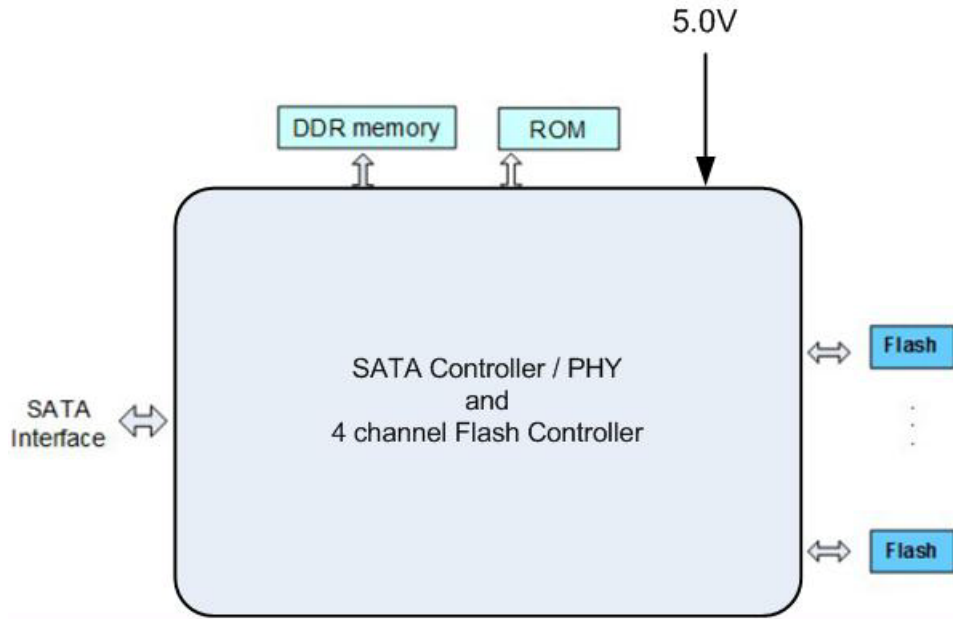 5.0V
DDR memory
ROM
SATA Controller / PHY
and
4 channel Flash Controller
SATA
Interface
Flash
Flash